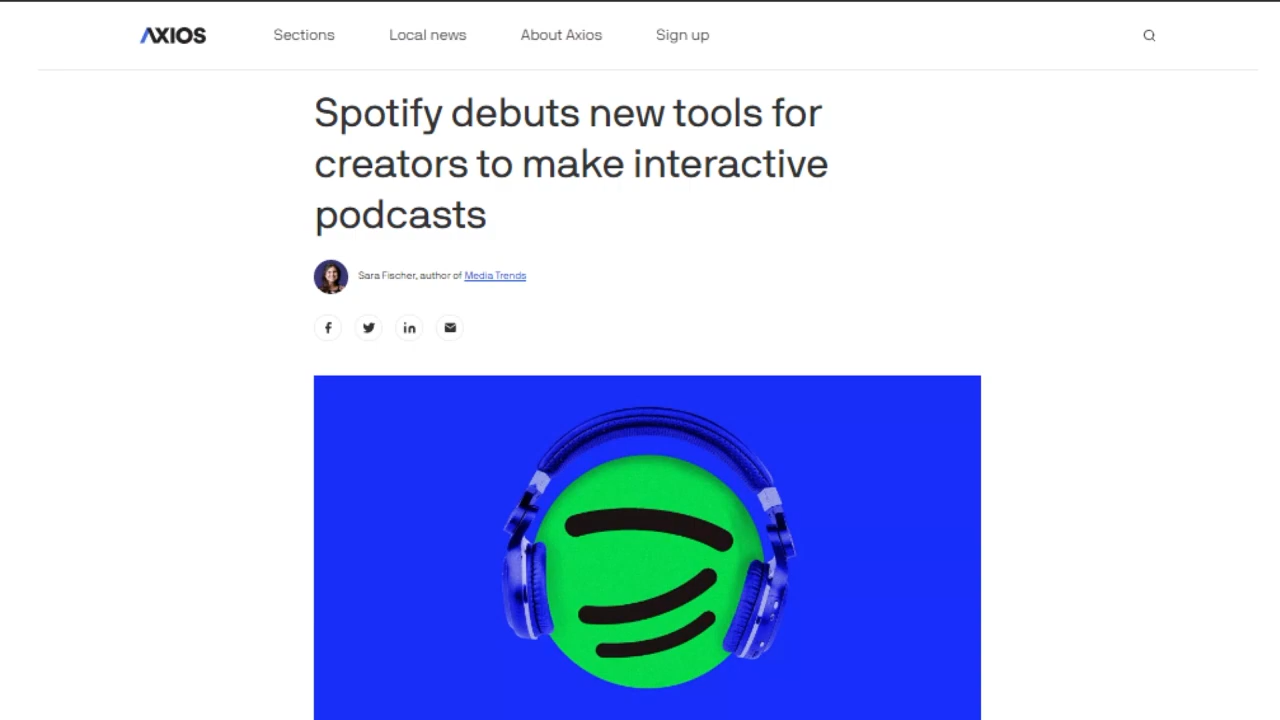 AXIOS
Sections
Local news
About Axios
Sign up
Spotify debuts new tools for
creators to make interactive
podcasts
Sara Fischer, author of Media Trends